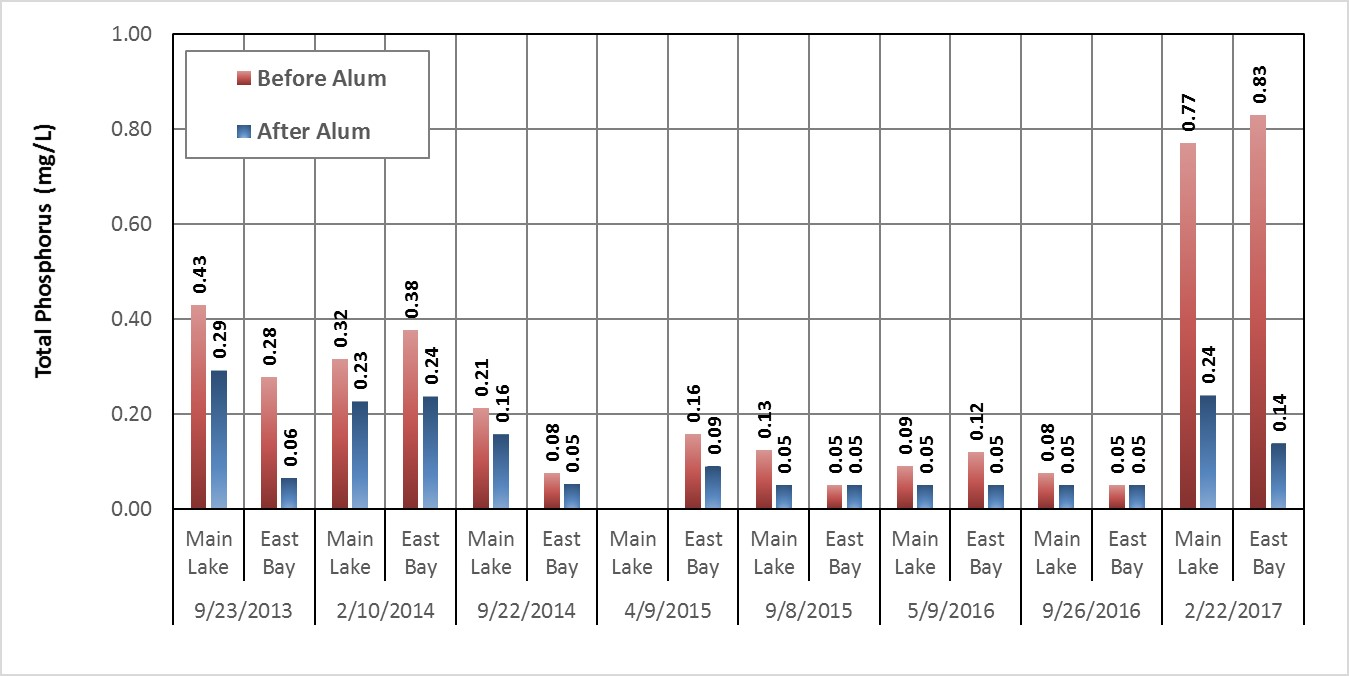 Total Phosphorus (mg/L)
1.00
0.80
0.60
0.40
0.20
0.00
Before Alum
After Alum
0.43
0.29
0.28
0.06
0.32
0.23
0.38
0.24
0.21
0.16
0.08
0.05
0.16
0.09
0.13
0.05
0.05
0.05
0.09
0.05
0.12
0.05
0.08
0.05
0.05
0.05
0.77
0.24
0.83
0.14
Main Lake
East Bay
Main Lake
East Bay
Main Lake
East Bay
Main Lake
East Bay
Main Lake
East Bay
Main Lake
East Bay
Main Lake
East Bay
Main Lake
East Bay
9/23/2013
2/10/2014
9/22/2014
4/9/2015
9/8/2015
5/9/2016
9/26/2016
2/22/2017